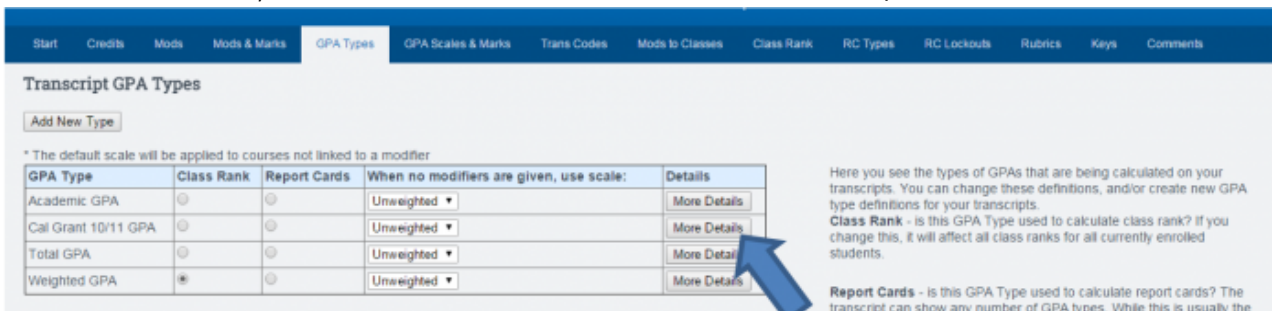 Start Credits Mods Mods & Marks GPA Types GPA Scales & Marks Trans Codes Mods to Classes Class Rank RC Types RC Lockouts Rubrics Keys Comments
Transcript GPA Types
Add New Type
* The default scale will be applied to courses not linked to a modifier
GPA Type Class Rank Report Cards When no modifiers are given, use scale: Details
Academic GPA Unweighted More Details
Cal Grant 10/11 GPA Unweighted More Details
Total GPA Unweighted More Details
Weighted GPA Unweighted More Details
Here you see the types of GPAs that are being calculated on your
transcripts. You can change these definitions, and/or create new GPA
type definitions for your transcripts.
Class Rank - is this GPA Type used to calculate class rank? If you
change this, it will affect all class ranks for all currently enrolled
students.
Report Cards - is this GPA Type used to calculate report cards? The
transcript can show any number of GPA types. While this is usually the